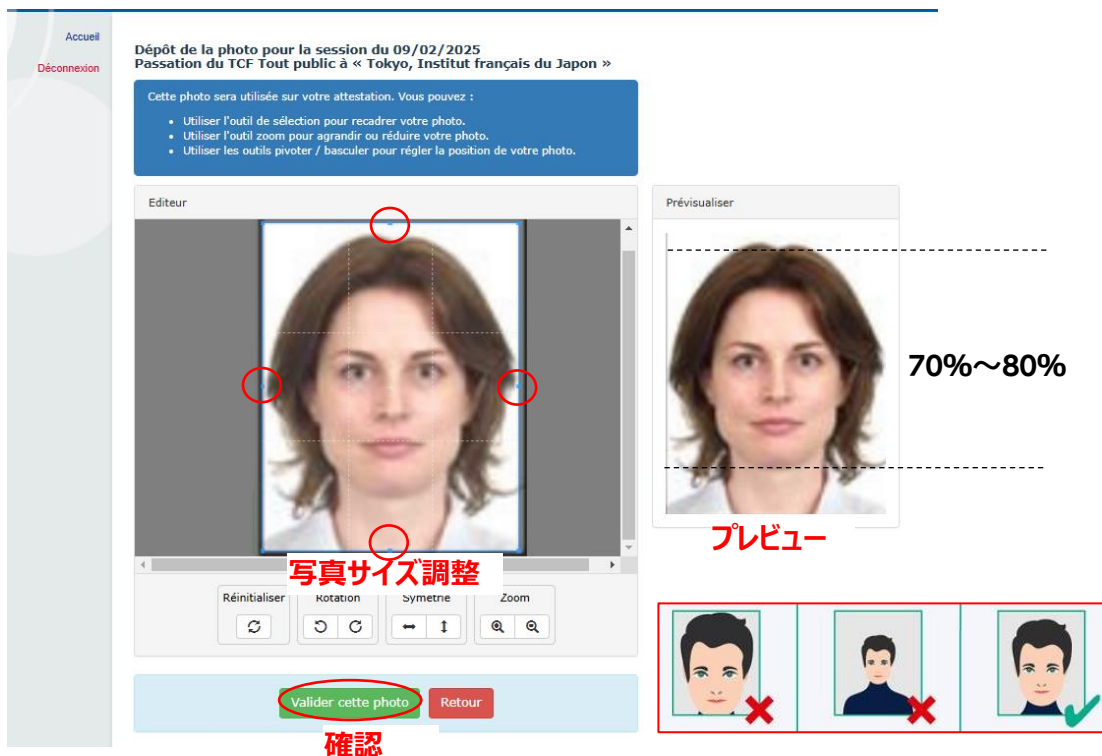 Accueil
Déconnexion
Dépôt de la photo pour la session du 09/02/2025
Passation du TCF Tout public à « Tokyo, Institut français du Japon »
Cette photo sera utilisée sur votre attestation. Vous pouvez :
• Utiliser l'outil de sélection pour recadrer votre photo.
• Utiliser l'outil zoom pour agrandir ou réduire votre photo.
• Utiliser les outils pivoter / basculer pour régler la position de votre photo.
Editeur
Prévisualiser
70%～80%
プレビュー
写真サイズ調整
Réinitialiser
Rotation
Symétrie
Zoom
Valider cette photo
Retour
確認